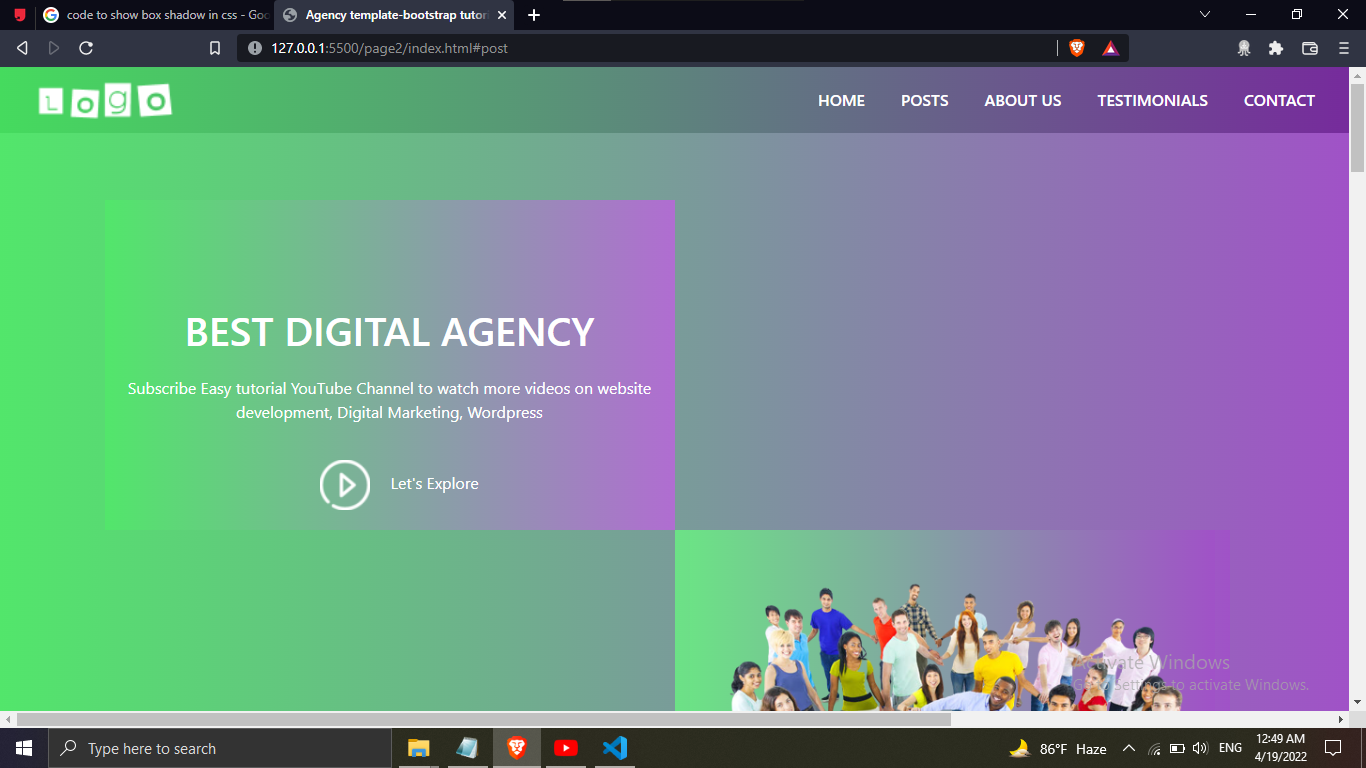 code to show box shadow in css - Goo
Agency template-bootstrap tutori
127.0.0.1:5500/page2/index.html#post
LOGO
HOME
POSTS
ABOUT US
TESTIMONIALS
CONTACT
BEST DIGITAL AGENCY
Subscribe Easy tutorial YouTube Channel to watch more videos on website
development, Digital Marketing, Wordpress
Let's Explore
Activate Windows
Go to Settings to activate Windows.
Type here to search
86°F Haze
ENG
12:49 AM
4/19/2022